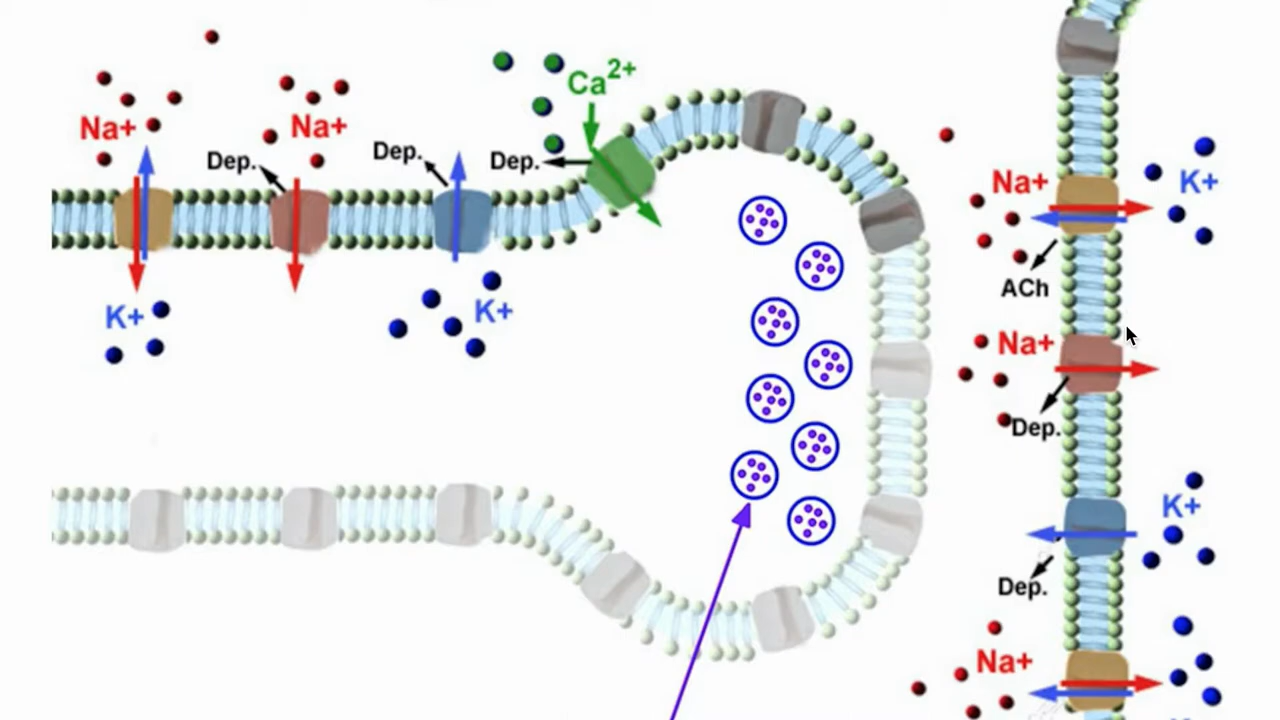 Ca2+
Na+
Na+
Dep.
Dep.
Dep.
K+
K+
Na+
K+
ACh
Na+
Dep.
K+
Dep.
Na+